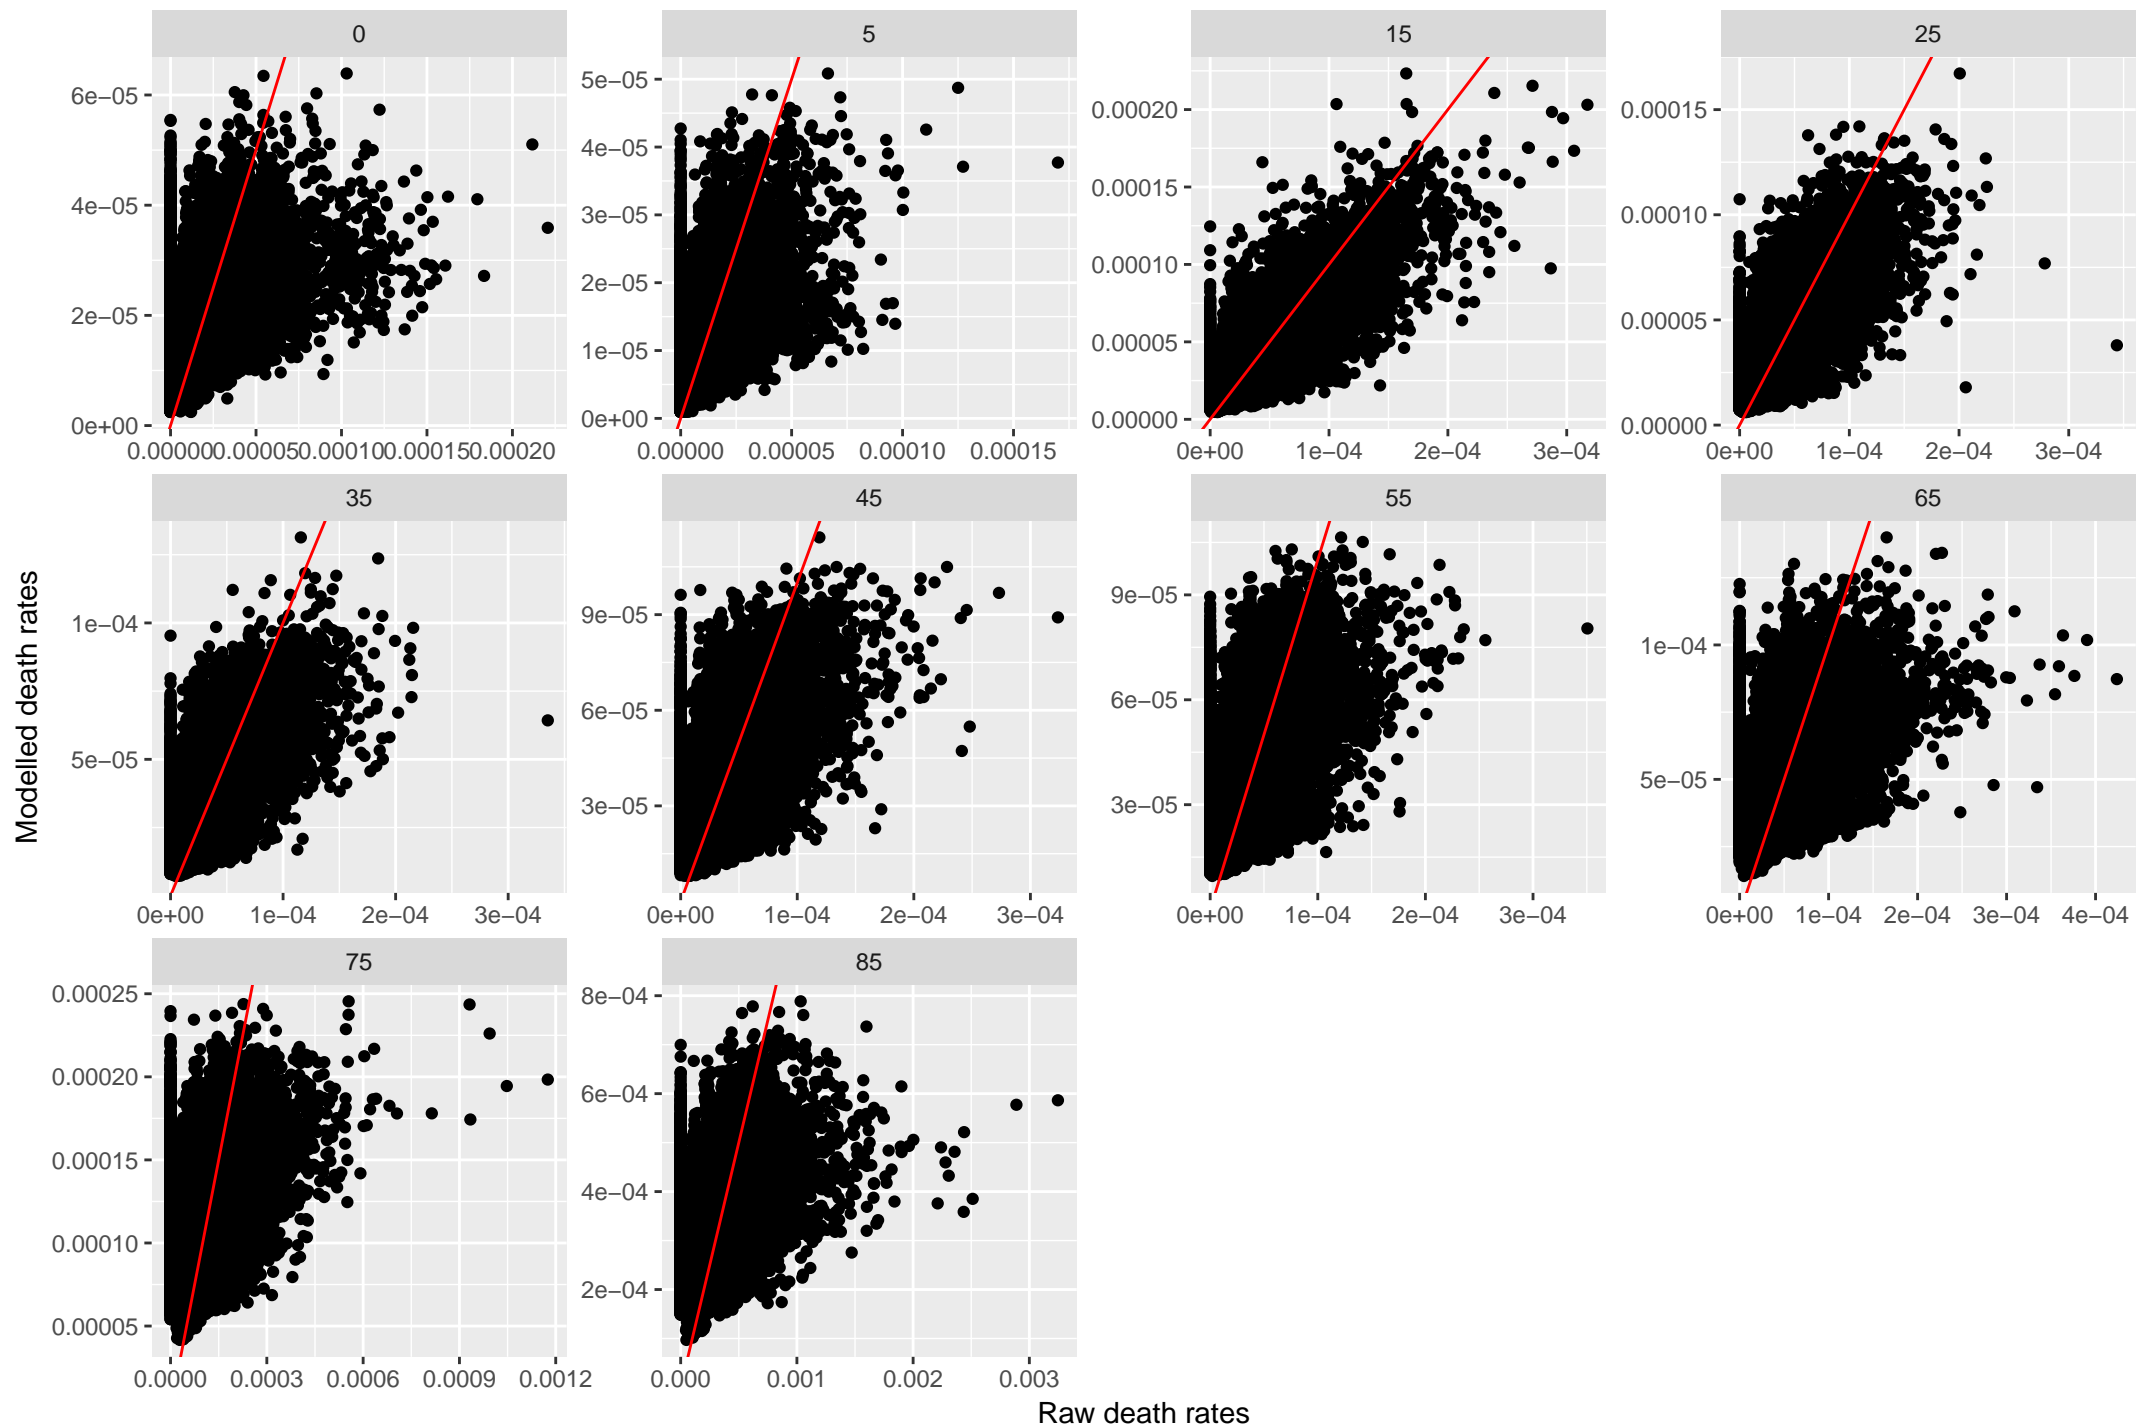 0 5 15 25
6e−05
4e−05
2e−05
0e+00
0.00000 0.00005 0.00010 0.00015 0.00020
5e−05
4e−05
3e−05
2e−05
1e−05
0e+00
0.00000 0.00005 0.00010 0.00015
0.00020
0.00015
0.00010
0.00005
0.00000
0e+00 1e−04 2e−04 3e−04
0.00015
0.00010
0.00005
0.00000
0e+00 1e−04 2e−04 3e−04
35 45 55 65
1e−04
5e−05
0e+00 1e−04 2e−04 3e−04
9e−05
6e−05
3e−05
0e+00 1e−04 2e−04 3e−04
9e−05
6e−05
3e−05
0e+00 1e−04 2e−04 3e−04
1e−04
5e−05
0e+00 1e−04 2e−04 3e−04 4e−04
75 85
0.00025
0.00020
0.00015
0.00010
0.00005
0.0000 0.0003 0.0006 0.0009 0.0012
8e−04
6e−04
4e−04
2e−04
0.000 0.001 0.002 0.003
Modelled death rates
Raw death rates